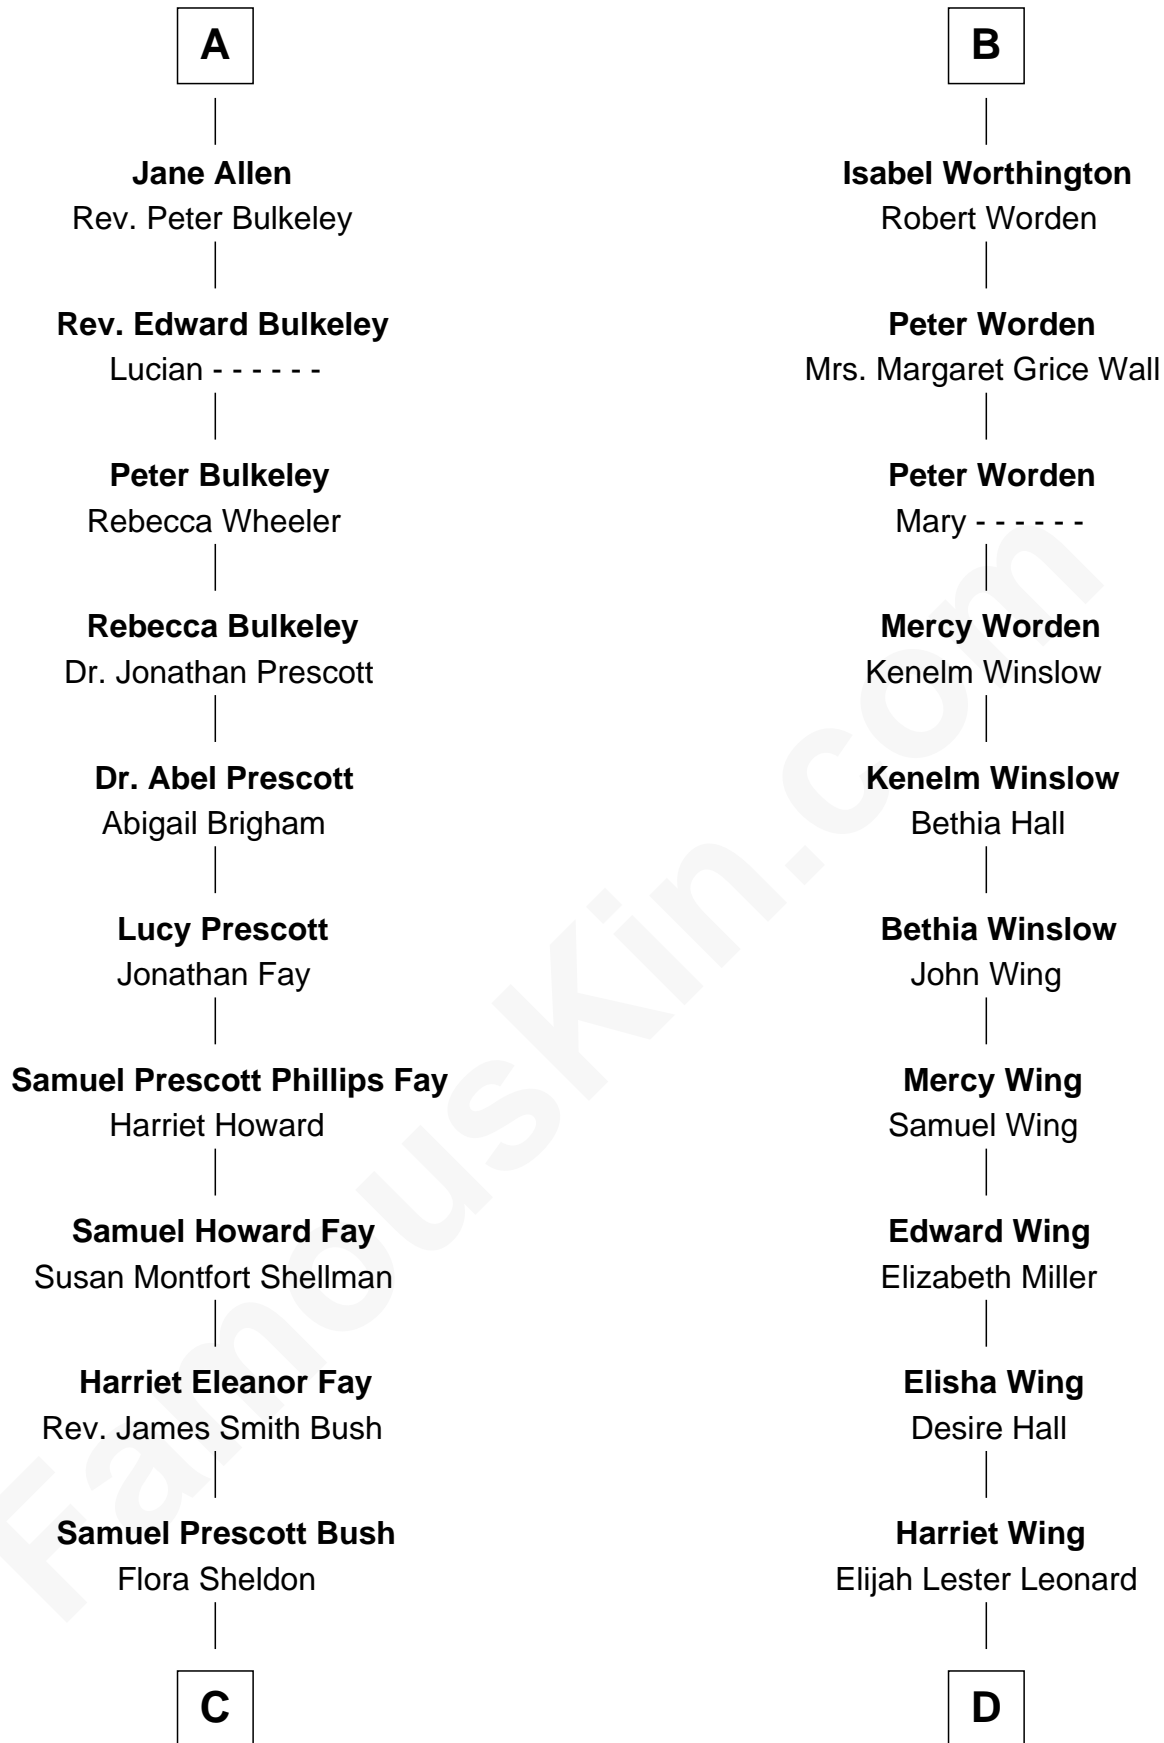 A
Jane Allen
Rev. Peter Bulkeley
Rev. Edward Bulkeley
Lucian - - - - - -
Peter Bulkeley
Rebecca Wheeler
Rebecca Bulkeley
Dr. Jonathan Prescott
Dr. Abel Prescott
Abigail Brigham
Lucy Prescott
Jonathan Fay
Samuel Prescott Phillips Fay
Harriet Howard
Samuel Howard Fay
Susan Montfort Shellman
Harriet Eleanor Fay
Rev. James Smith Bush
Samuel Prescott Bush
Flora Sheldon
C
B
Isabel Worthington
Robert Worden
Peter Worden
Mrs. Margaret Grice Wall
Peter Worden
Mary - - - - - -
Mercy Worden
Kenelm Winslow
Kenelm Winslow
Bethia Hall
Bethia Winslow
John Wing
Mercy Wing
Samuel Wing
Edward Wing
Elizabeth Miller
Elisha Wing
Desire Hall
Harriet Wing
Elijah Lester Leonard
D
FamousKin.com